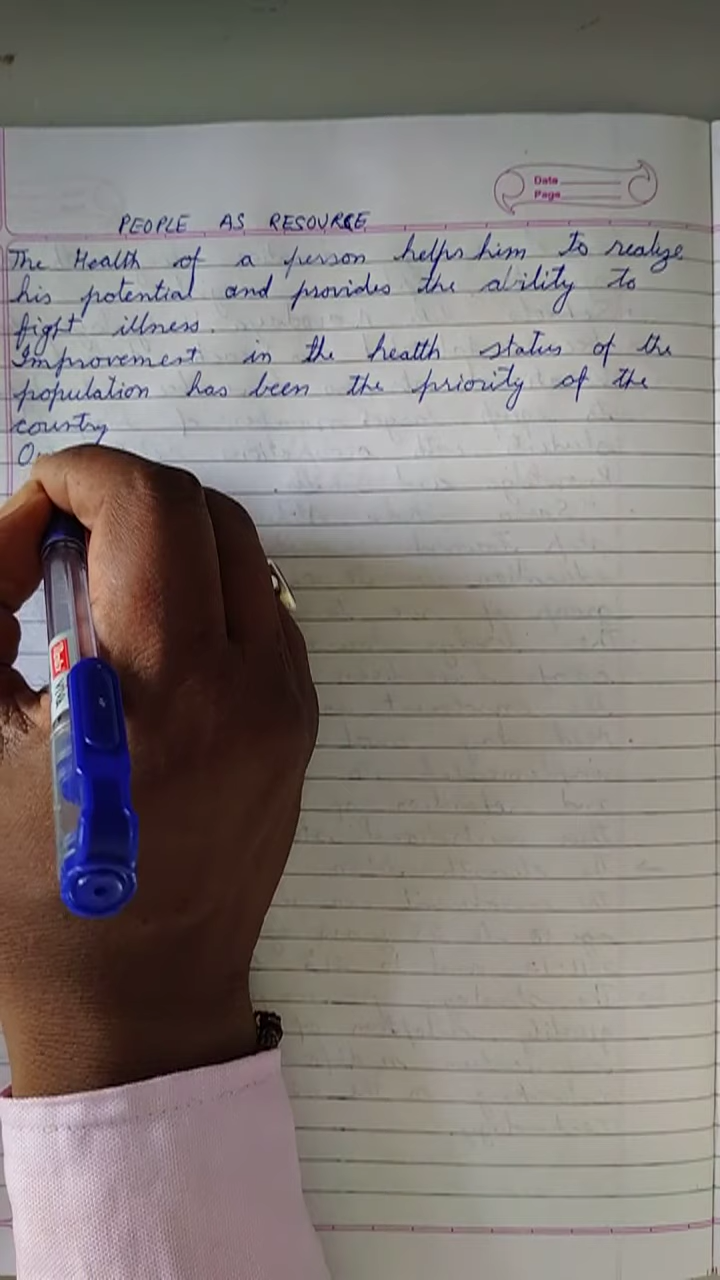 Date
Page
PEOPLE AS RESOURCE
The Health of a person helps him to realize
his potential and provides the ability to
fight illness.
Improvement in the health status of the
population has been the priority of the
country